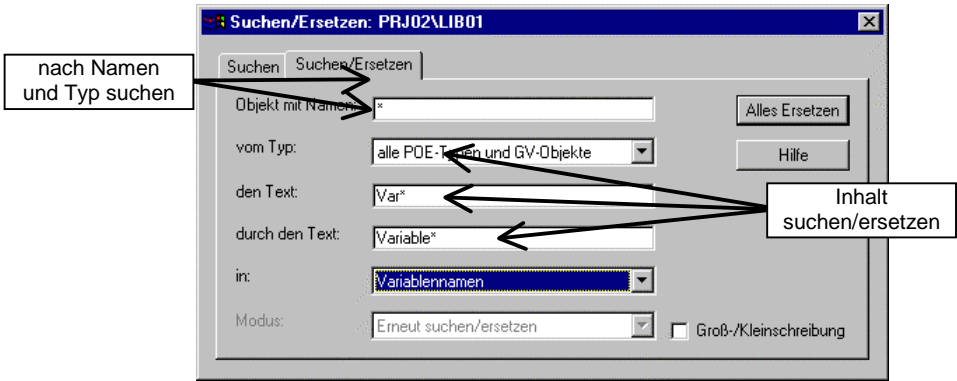 Suchen/Ersetzen: PRJ02\LIB01
Suchen
Suchen/Ersetzen
nach Namen
und Typ suchen
Objekt mit Namen:
*
Alles Ersetzen
vom Typ:
alle POE-Typen und GV-Objekte
Hilfe
den Text:
Var*
Inhalt
suchen/ersetzen
durch den Text:
Variable*
in:
Variablennamen
Modus:
Erneut suchen/ersetzen
Groß-/Kleinschreibung